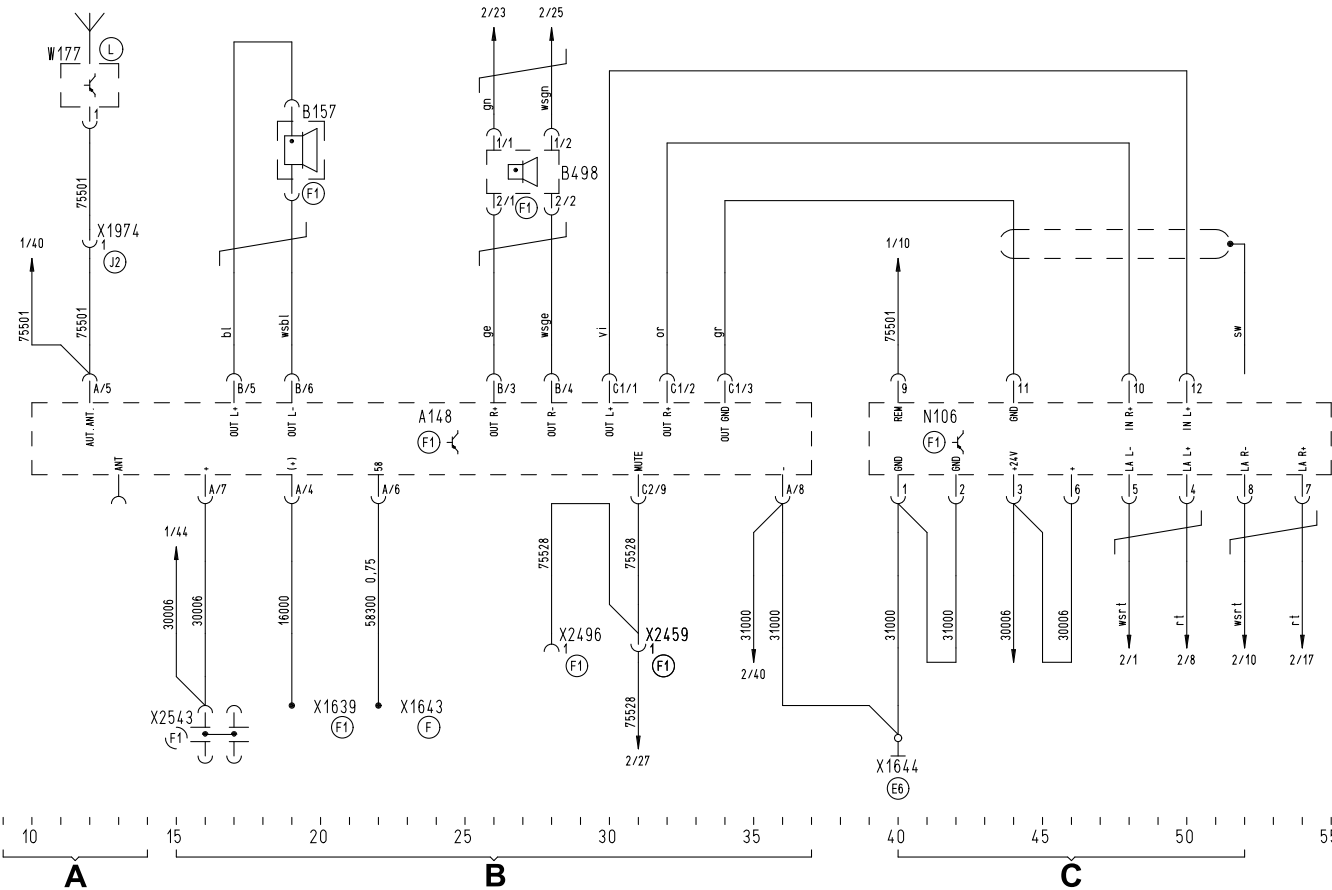 2/23
2/25
W177
L
1
B157
gn
wsgn
1/1
1/2
B498
2/1
2/2
F1
F1
75501
X1974
1
J2
1/40
1/10
75501
75501
bl
wsbl
ge
wsge
vi
or
gr
75501
sw
A/5
B/5
B/6
B/3
B/4
C1/1
C1/2
C1/3
9
11
10
12
AUT.ANT.
OUT L+
OUT L-
A148
F1
OUT R+
OUT R-
OUT L+
OUT R+
OUT GND
REM
N106
F1
GND
IN R+
IN L+
ANT
+
(+)
58
MUTE
-
GND
GND
+24V
+
LA L-
LA L+
LA R-
LA R+
A/7
A/4
A/6
C2/9
A/8
1
2
3
6
5
4
8
7
1/44
30006
30006
16000
58300 0,75
75528
75528
31000
31000
31000
31000
30006
30006
wsrt
rt
wsrt
rt
X2496
1
F1
X2459
1
F1
2/40
2/1
2/8
2/10
2/17
X2543
F1
X1639
F1
X1643
F
75528
2/27
X1644
E6
10
15
20
25
30
35
40
45
50
55
A
B
C